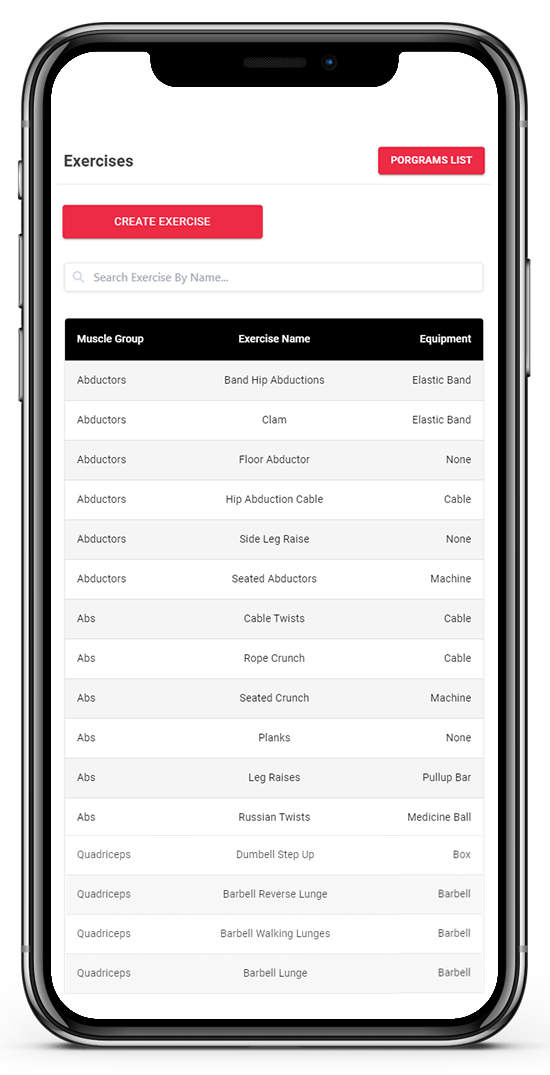 Exercises
PORGRAMS LIST
CREATE EXERCISE
Search Exercise By Name...
Muscle Group Exercise Name Equipment
Abductors Band Hip Abductions Elastic Band
Abductors Clam Elastic Band
Abductors Floor Abductor None
Abductors Hip Abduction Cable Cable
Abductors Side Leg Raise None
Abductors Seated Abductors Machine
Abs Cable Twists Cable
Abs Rope Crunch Cable
Abs Seated Crunch Machine
Abs Planks None
Abs Leg Raises Pullup Bar
Abs Russian Twists Medicine Ball
Quadriceps Dumbell Step Up Box
Quadriceps Barbell Reverse Lunge Barbell
Quadriceps Barbell Walking Lunges Barbell
Quadriceps Barbell Lunge Barbell